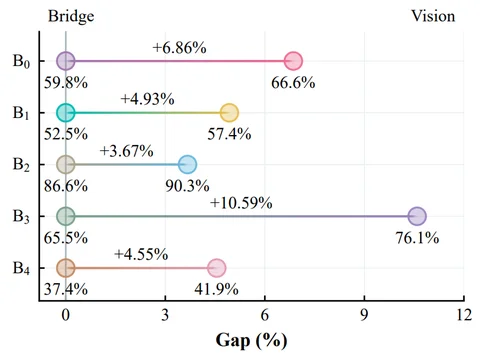 Bridge Vision
+6.86%
B0
59.8% 66.6%
+4.93%
B1
52.5% 57.4%
+3.67%
B2
86.6% 90.3%
+10.59%
B3
65.5% 76.1%
+4.55%
B4
37.4% 41.9%
0 3 6 9 12
Gap (%)